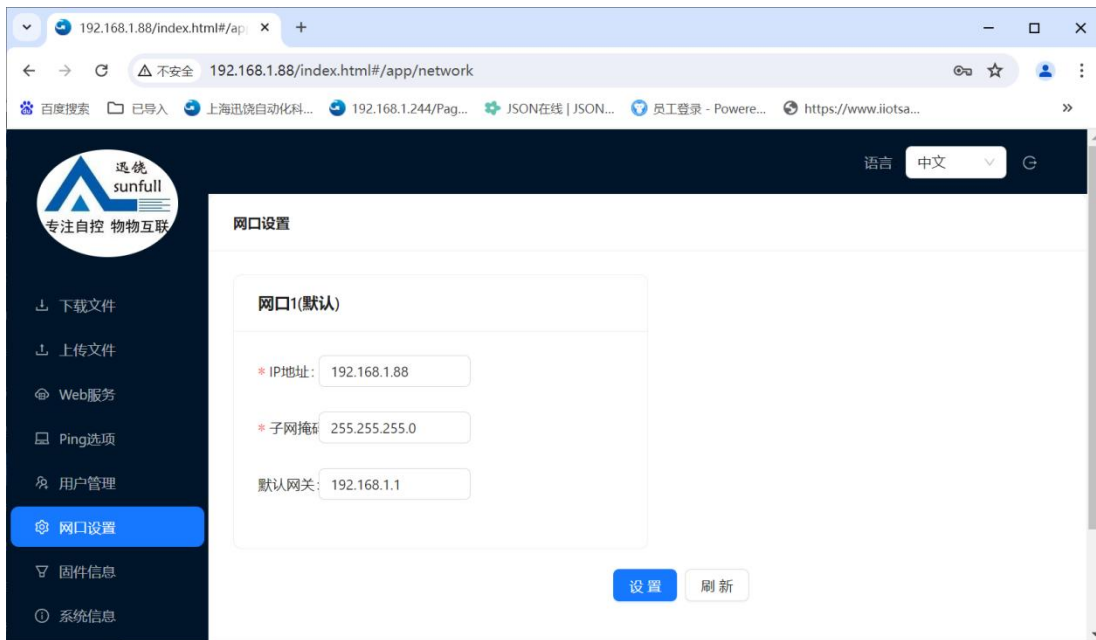 192.168.1.88/index.html#/ap
不安全 192.168.1.88/index.html#/app/network
百度搜索 已导入 上海迅饶自动化科... 192.168.1.244/Pag... JSON在线 | JSON... 员工登录 - Powere... https://www.iiotsa...
迅饶
sunfull
专注自控 物物互联
语言 中文
网口设置
下载文件
上传文件
Web服务
Ping选项
用户管理
网口设置
固件信息
系统信息
网口1(默认)
* IP地址: 192.168.1.88
* 子网掩码 255.255.255.0
默认网关: 192.168.1.1
设 置 刷 新